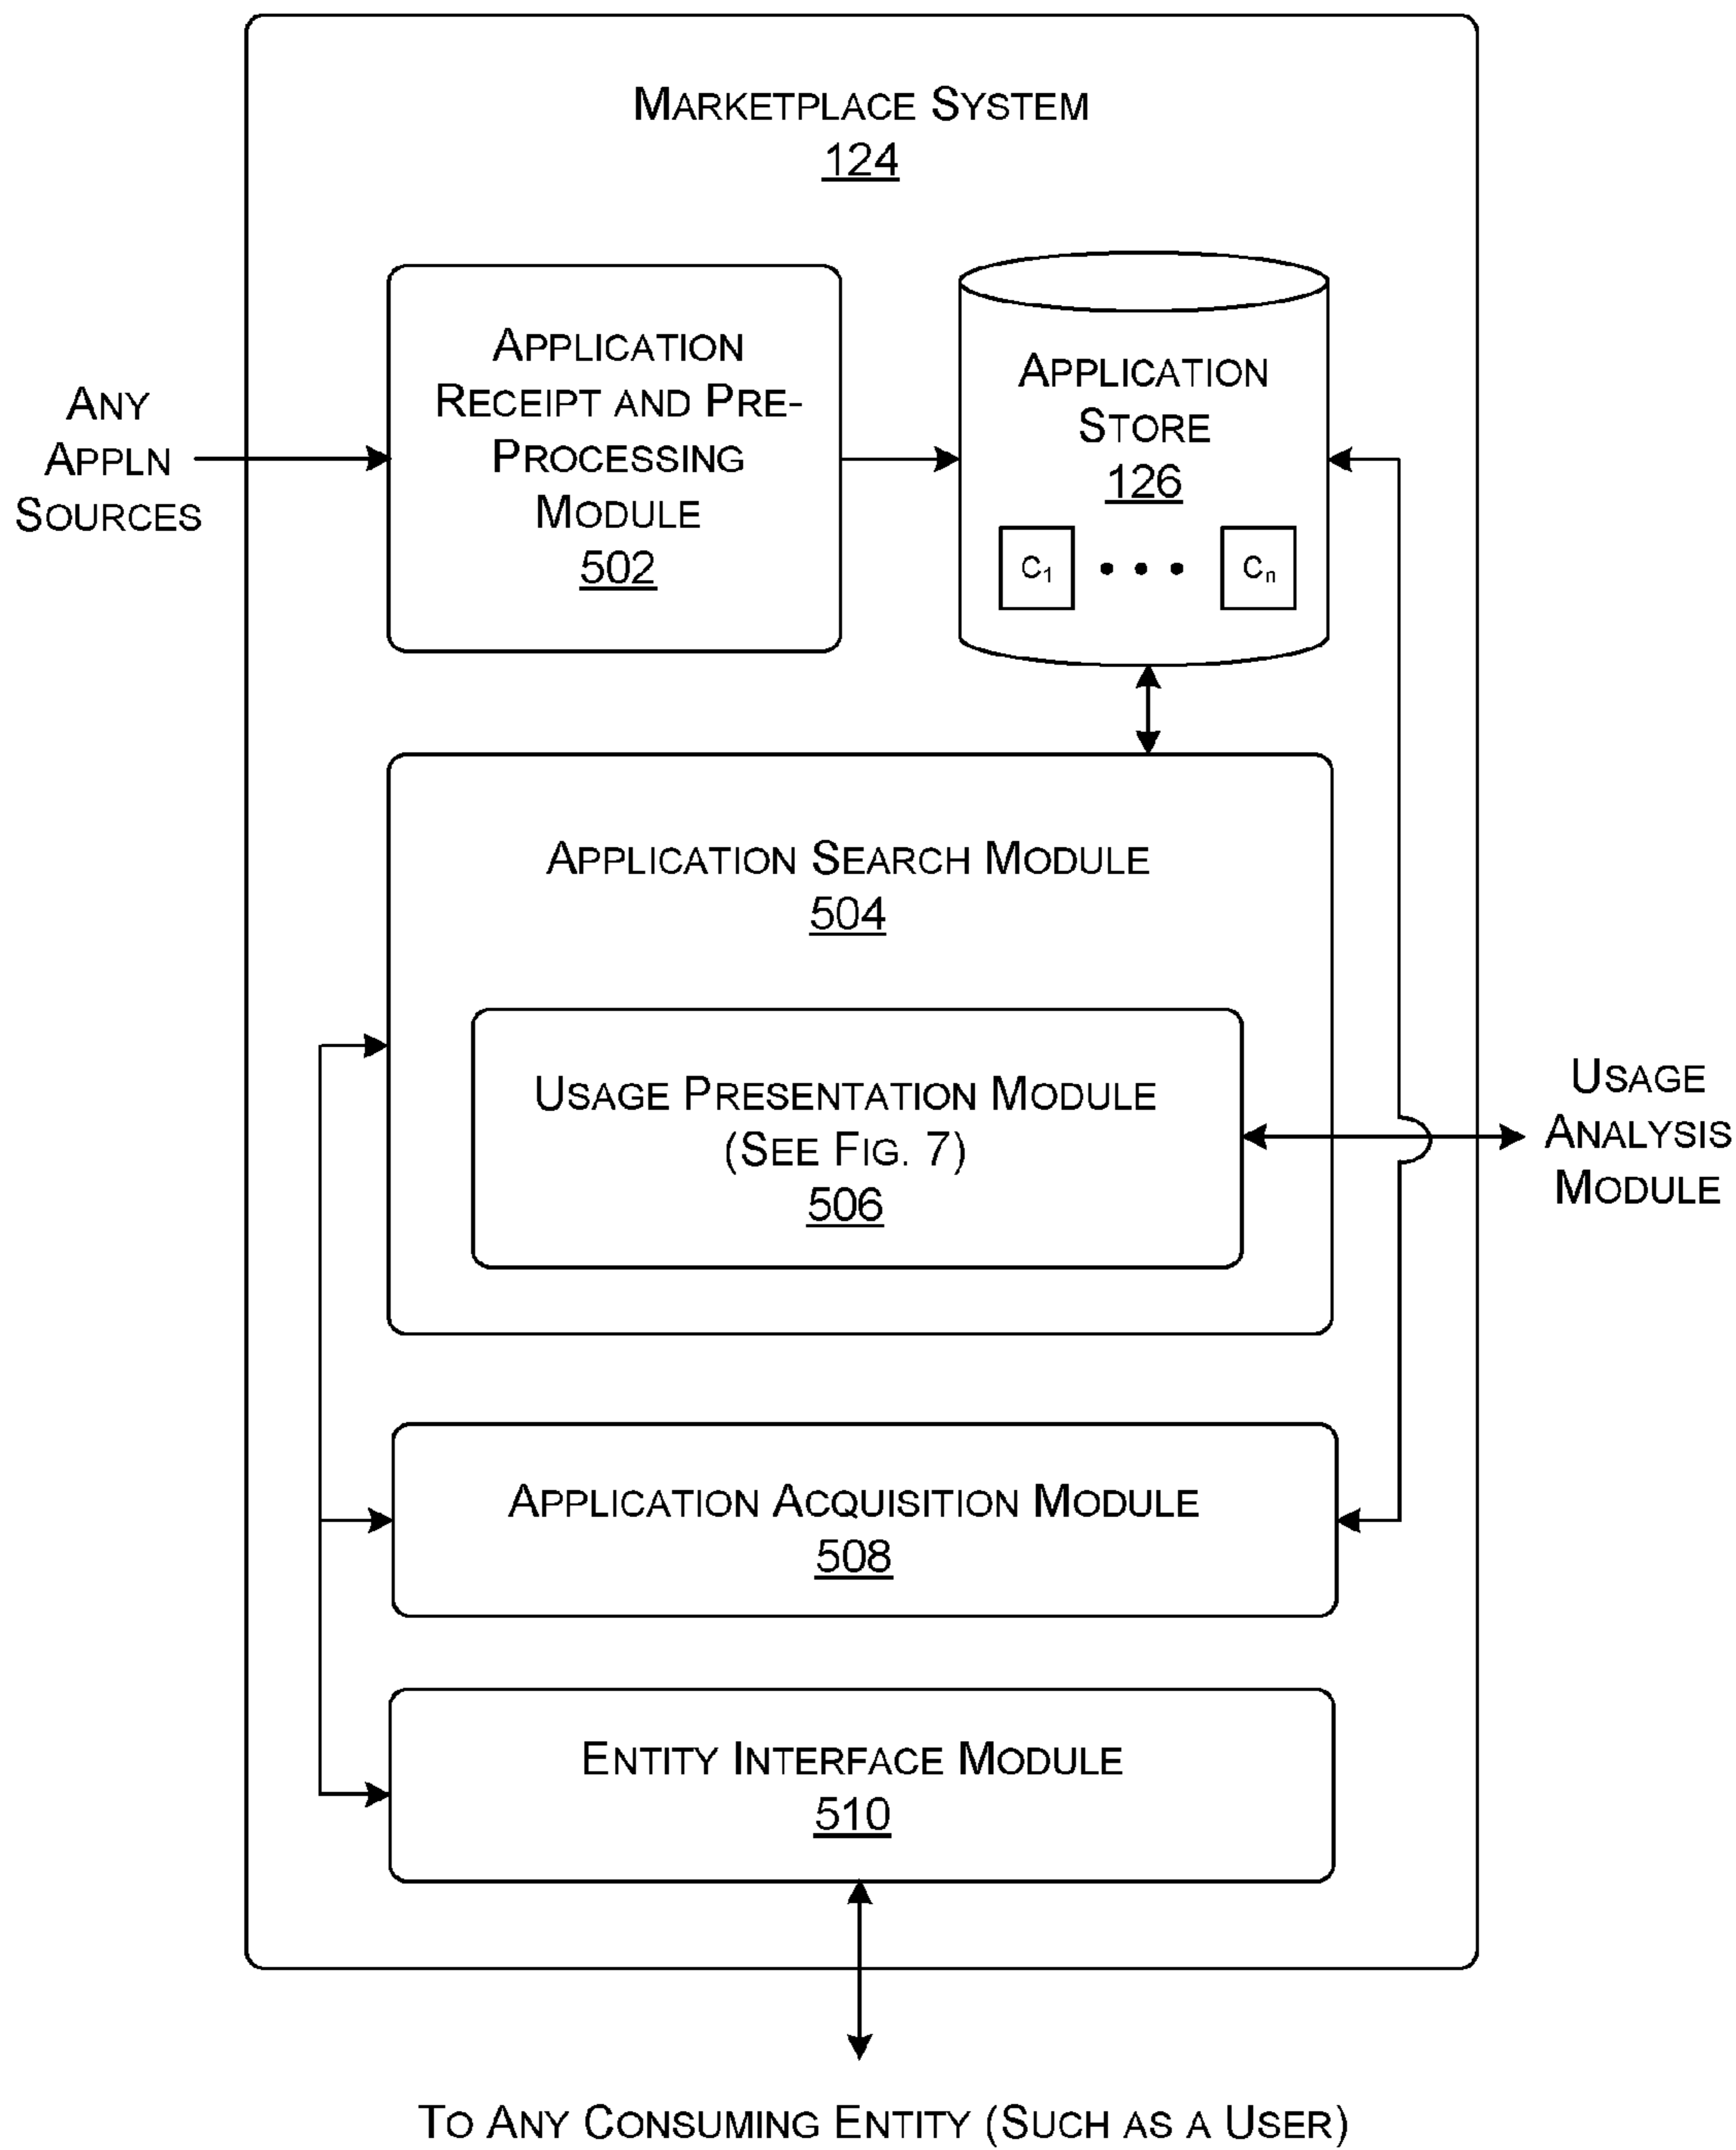 MARKETPLACE SYSTEM
124
ANY
APPLN
SOURCES
APPLICATION
RECEIPT AND PRE-
PROCESSING
MODULE
502
APPLICATION
STORE
126
C1 • • • Cn
APPLICATION SEARCH MODULE
504
USAGE PRESENTATION MODULE
(SEE FIG. 7)
506
USAGE
ANALYSIS
MODULE
APPLICATION ACQUISITION MODULE
508
ENTITY INTERFACE MODULE
510
TO ANY CONSUMING ENTITY (SUCH AS A USER)